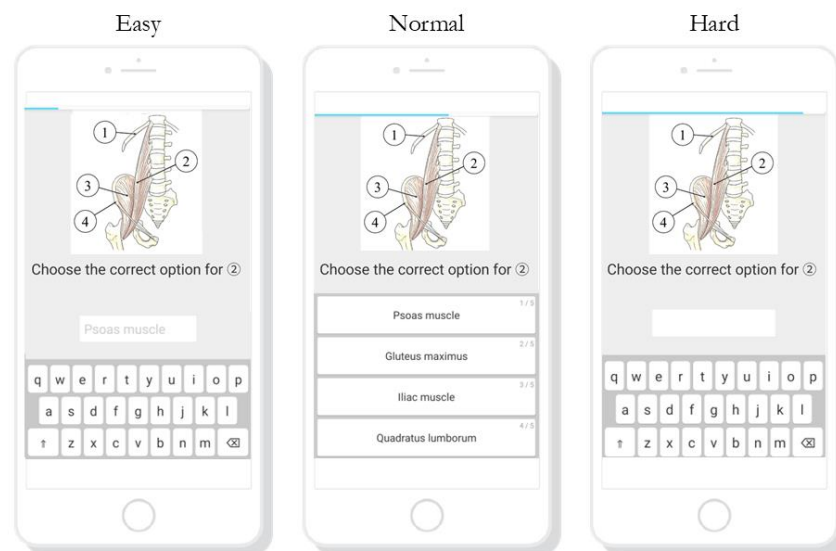 Easy
1
2
3
4
Choose the correct option for ②
Psoas muscle
q w e r t y u i o p
a s d f g h j k l
⇧ z x c v b n m ⌫
Normal
1
2
3
4
Choose the correct option for ②
1 / 5
Psoas muscle
2 / 5
Gluteus maximus
3 / 5
Iliac muscle
4 / 5
Quadratus lumborum
Hard
1
2
3
4
Choose the correct option for ②
q w e r t y u i o p
a s d f g h j k l
⇧ z x c v b n m ⌫